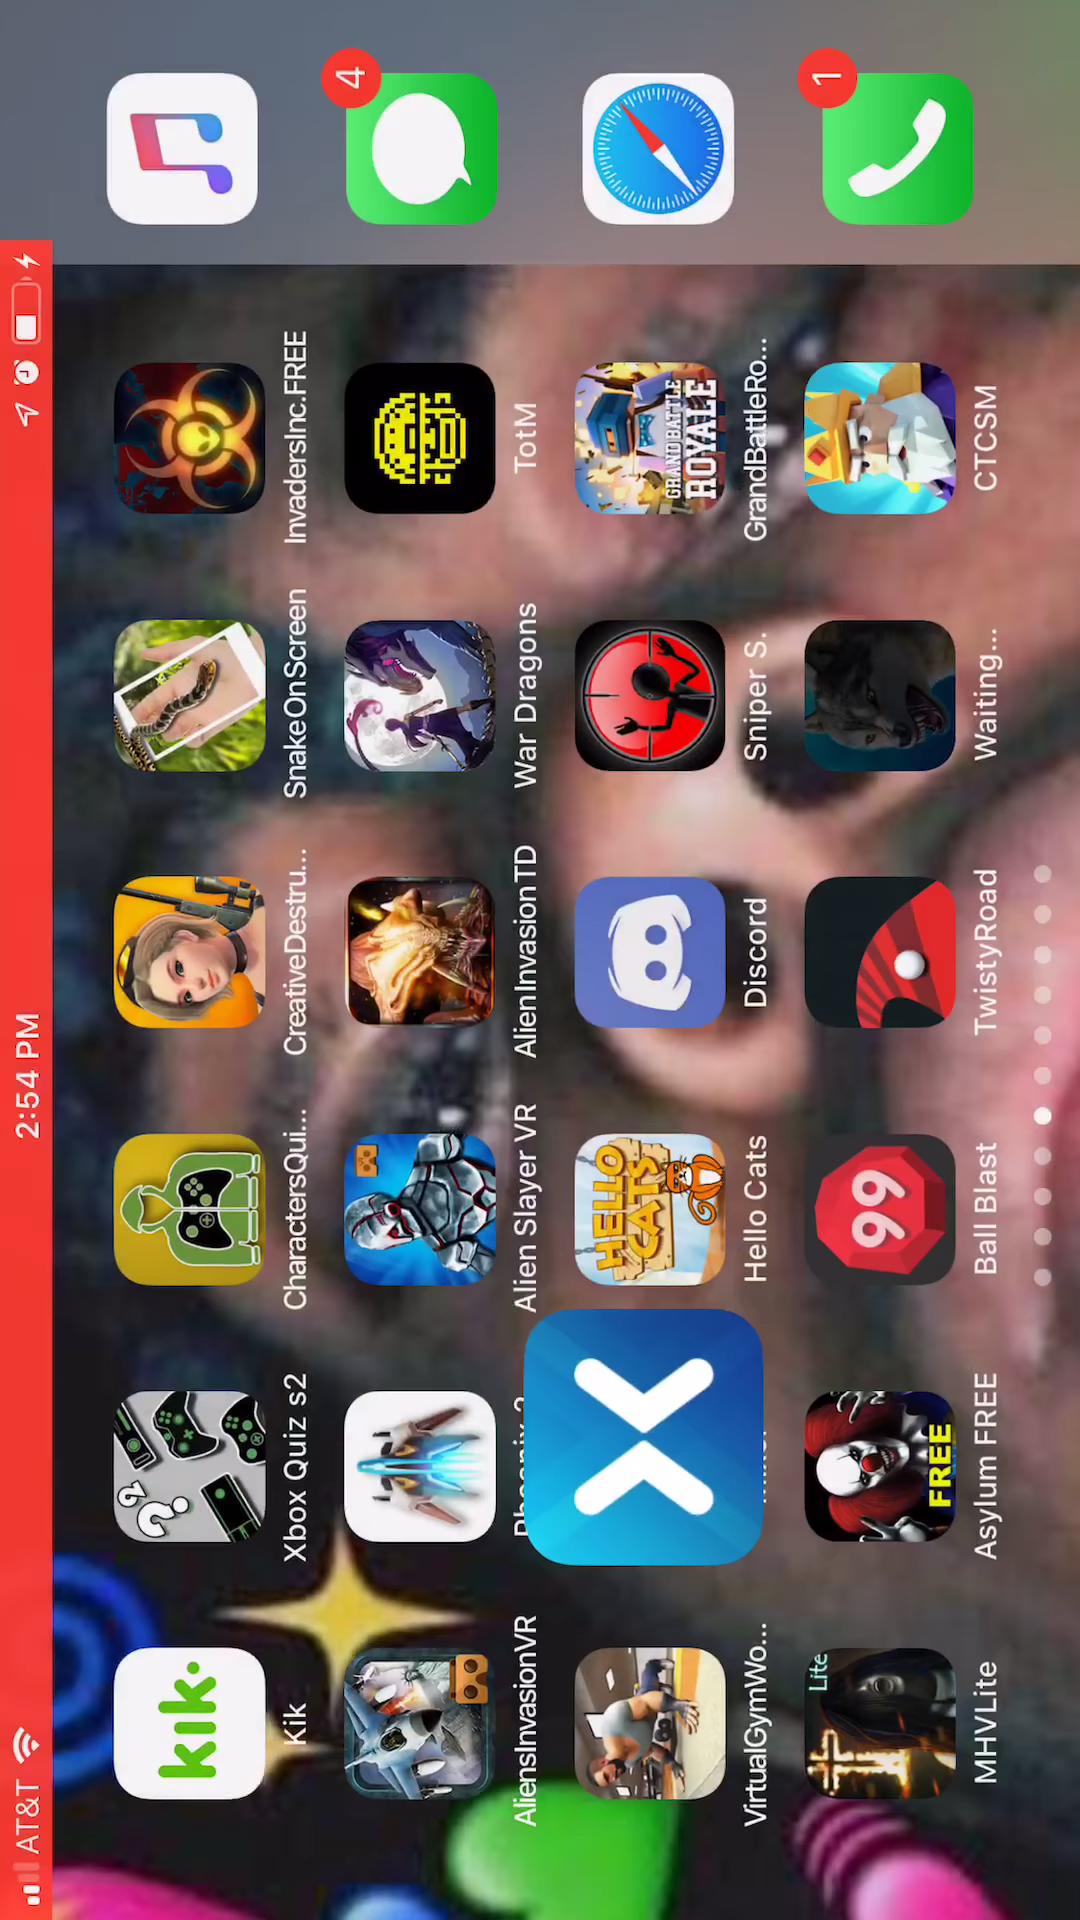 AT&T
2:54 PM
kik
?
?
99
Kik
Xbox Quiz s2
CharactersQui...
CreativeDestru...
SnakeOnScreen
InvadersInc.FREE
AliensInvasionVR
Alien Slayer VR
AlienInvasionTD
War Dragons
TotM
HELLO
CATS
GRAND BATTLE
ROYALE
VirtualGymWo...
Hello Cats
Discord
Sniper S.
GrandBattleRo...
Lite
FREE
MHVLite
Asylum FREE
Ball Blast
TwistyRoad
Waiting...
CTCSM
4
1